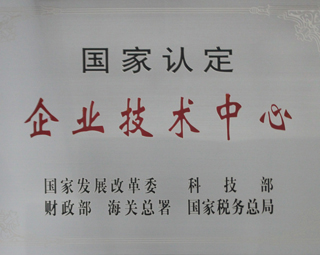 国家认定
企业技术中心
国家发展改革委 科技部
财政部 海关总署 国家税务总局